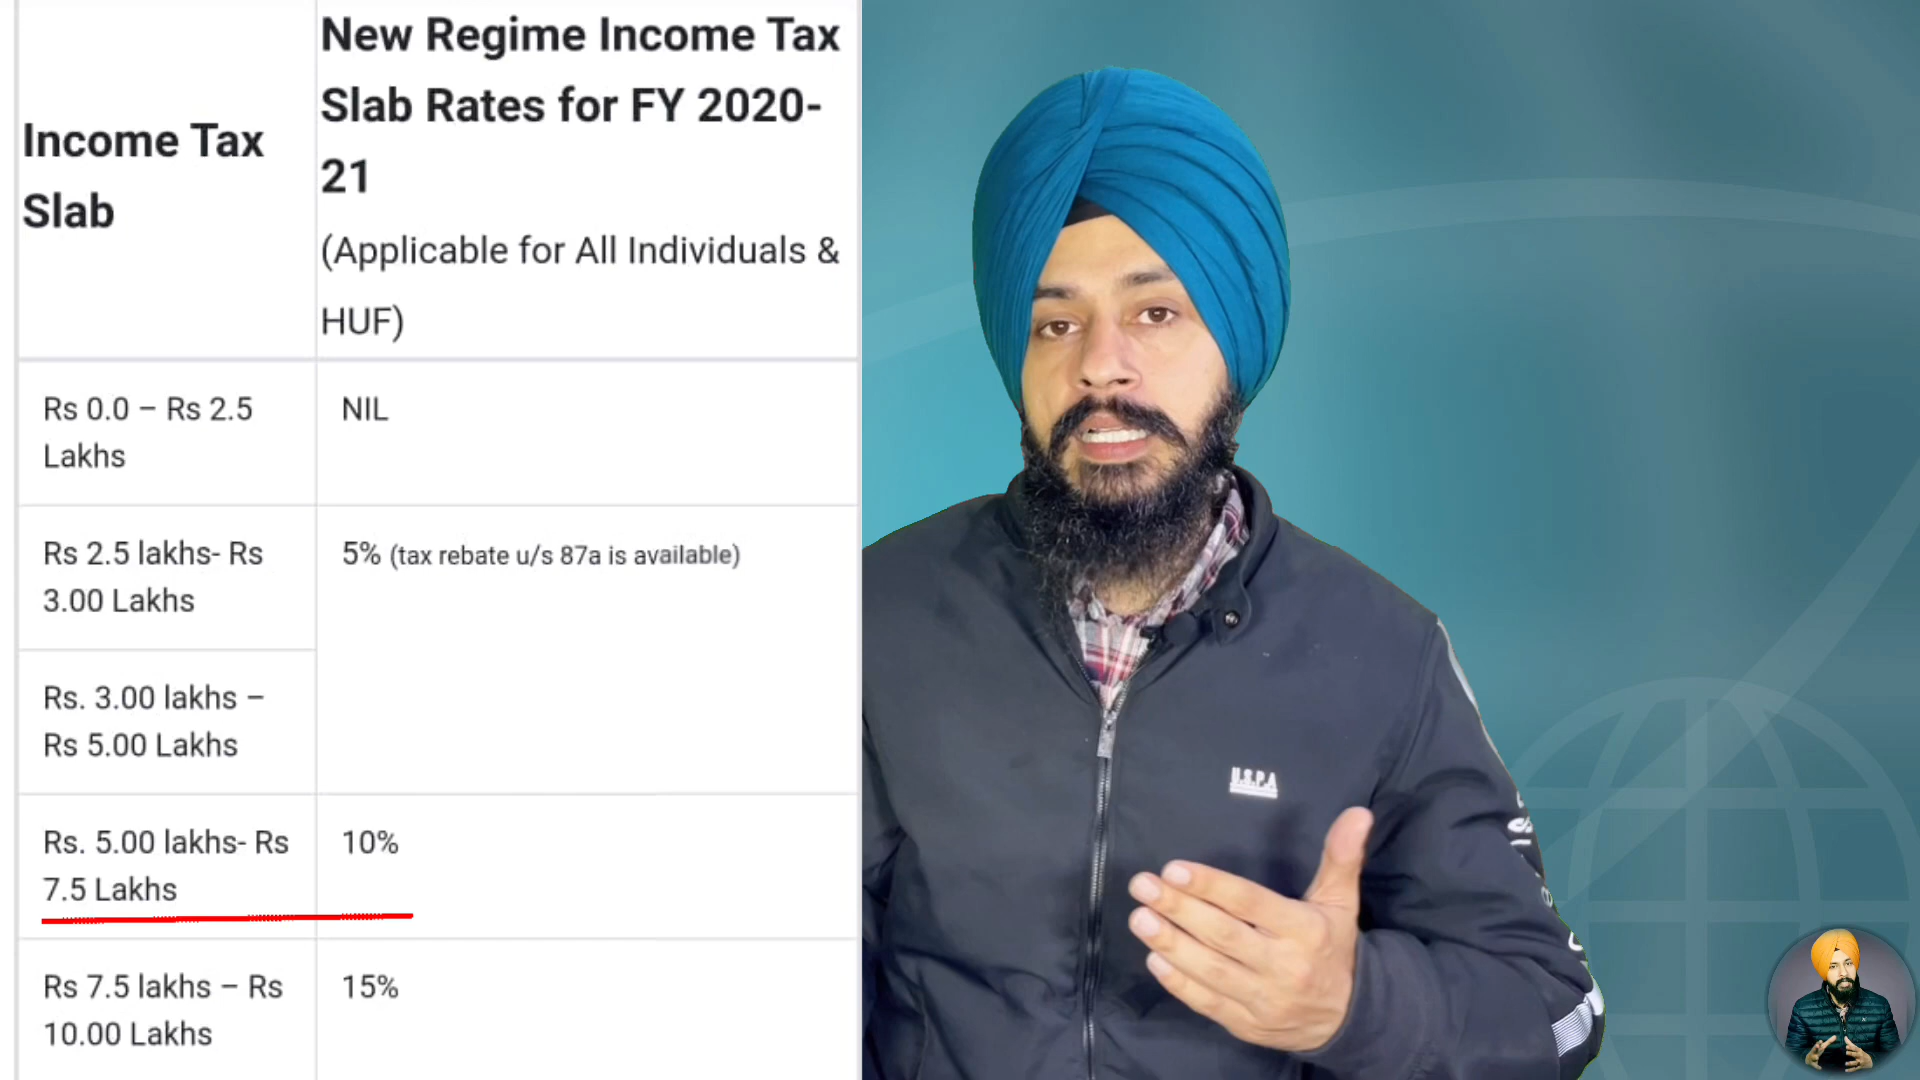 Income Tax
Slab
New Regime Income Tax
Slab Rates for FY 2020-
21
(Applicable for All Individuals &
HUF)
Rs 0.0 – Rs 2.5
Lakhs
NIL
Rs 2.5 lakhs- Rs
3.00 Lakhs
5% (tax rebate u/s 87a is available)
Rs. 3.00 lakhs –
Rs 5.00 Lakhs
Rs. 5.00 lakhs- Rs
7.5 Lakhs
10%
Rs 7.5 lakhs – Rs
10.00 Lakhs
15%
U.S.P.A